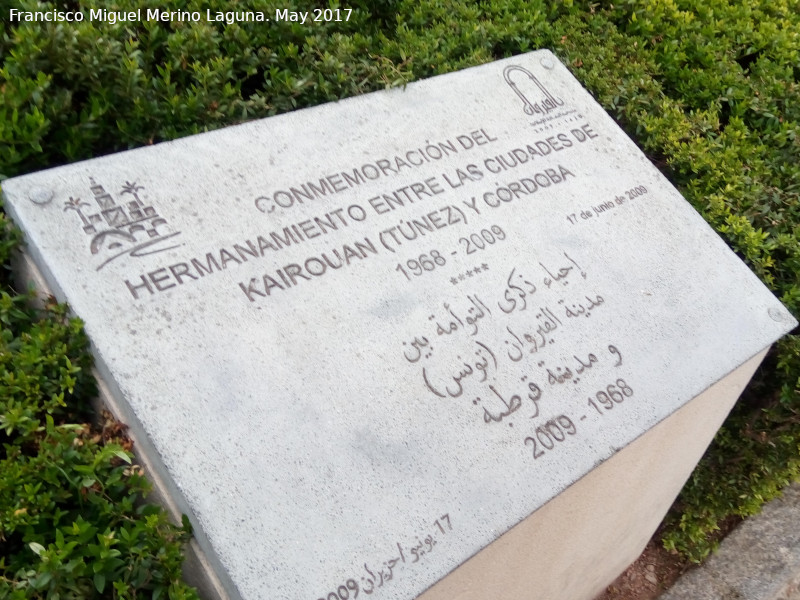 Francisco Miguel Merino Laguna. May 2017
CONMEMORACIÓN DEL
HERMANAMIENTO ENTRE LAS CIUDADES DE
KAIROUAN (TÚNEZ) Y CÓRDOBA
1968 - 2009
17 de junio de 2009
*****
إحياء ذكرى التوأمة بين
مدينة القيروان (تونس)
و مدينة قرطبة
2009 - 1968
17 يونيو / حزيران 2009